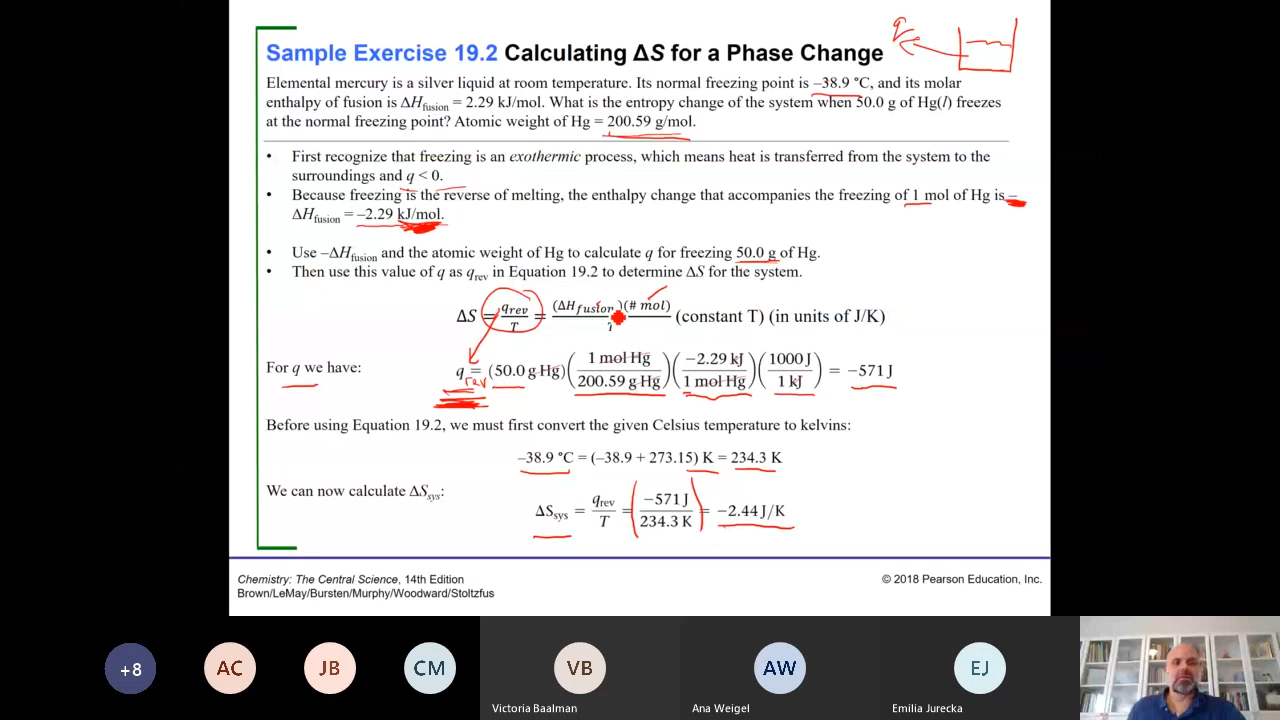 q
Sample Exercise 19.2 Calculating ΔS for a Phase Change
Elemental mercury is a silver liquid at room temperature. Its normal freezing point is –38.9 °C, and its molar
enthalpy of fusion is ΔHfusion = 2.29 kJ/mol. What is the entropy change of the system when 50.0 g of Hg(l) freezes
at the normal freezing point? Atomic weight of Hg = 200.59 g/mol.
• First recognize that freezing is an exothermic process, which means heat is transferred from the system to the
surroundings and q < 0.
• Because freezing is the reverse of melting, the enthalpy change that accompanies the freezing of 1 mol of Hg is –
ΔHfusion = –2.29 kJ/mol.
• Use –ΔHfusion and the atomic weight of Hg to calculate q for freezing 50.0 g of Hg.
• Then use this value of q as qrev in Equation 19.2 to determine ΔS for the system.
ΔS = qrev/T = (ΔHfusion)(# mol)/T (constant T) (in units of J/K)
For q we have: q = (50.0 g Hg)(1 mol Hg/200.59 g Hg)(−2.29 kJ/1 mol Hg)(1000 J/1 kJ) = −571 J
rev
Before using Equation 19.2, we must first convert the given Celsius temperature to kelvins:
−38.9 °C = (−38.9 + 273.15) K = 234.3 K
We can now calculate ΔSsys:
ΔSsys = qrev/T = (−571 J/234.3 K) = −2.44 J/K
Chemistry: The Central Science, 14th Edition
Brown/LeMay/Bursten/Murphy/Woodward/Stoltzfus
© 2018 Pearson Education, Inc.
+8 AC JB CM VB AW EJ
Victoria Baalman Ana Weigel Emilia Jurecka